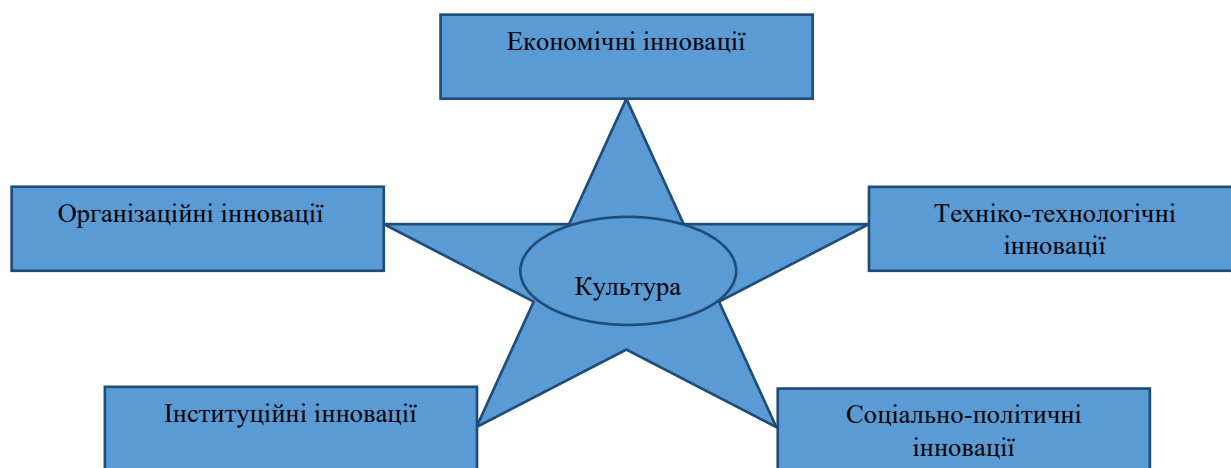 Економічні інновації
Організаційні інновації
Техніко-технологічні
інновації
Культура
Інституційні інновації
Соціально-політичні
інновації